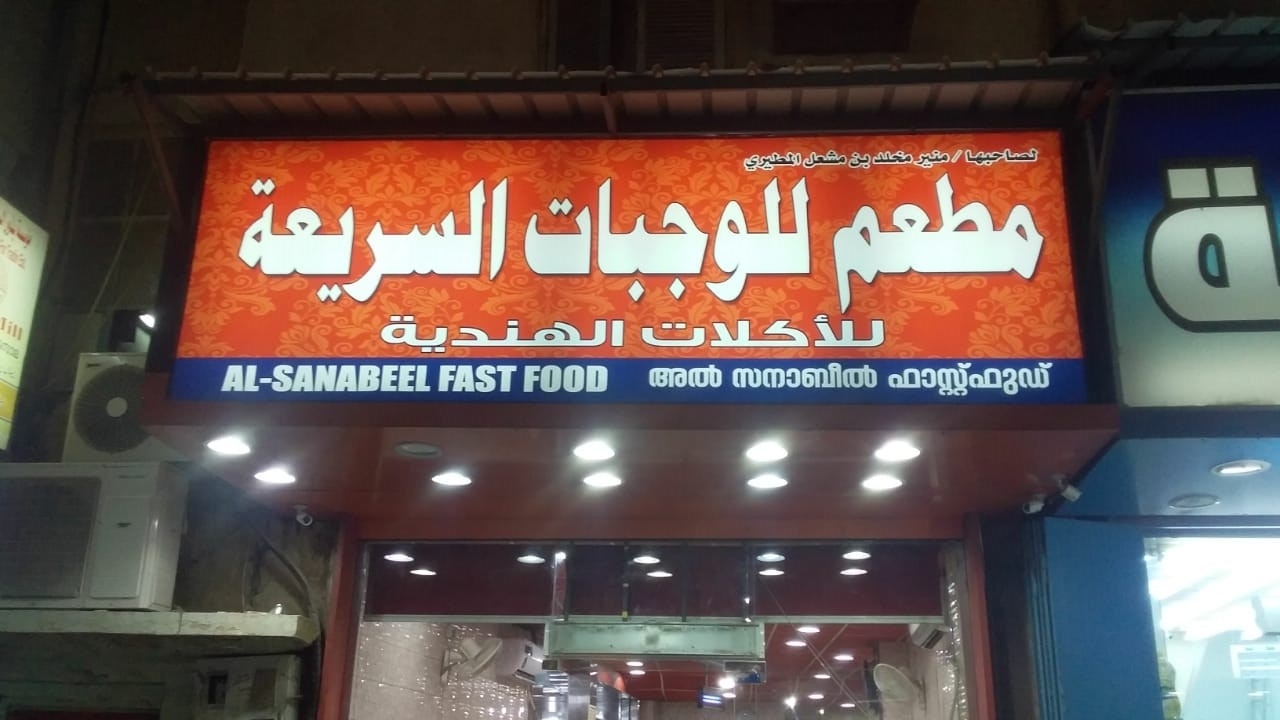 لصاحبها / منير مخلد بن مشعل المطيري
مطعم للوجبات السريعة
للأكلات الهندية
AL-SANABEEL FAST FOOD അൽ സനാബീൽ ഫാസ്റ്റ്ഫുഡ്